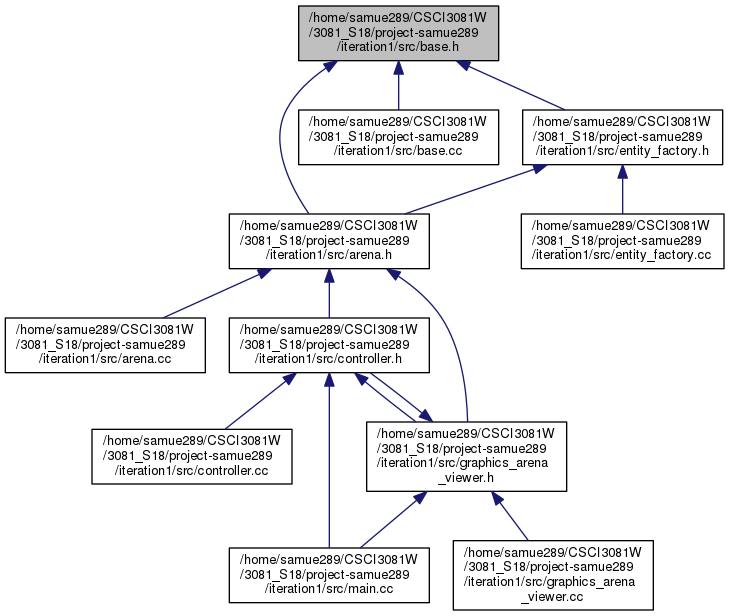 /home/samue289/CSCI3081W
/3081_S18/project-samue289
/iteration1/src/base.h
/home/samue289/CSCI3081W
/3081_S18/project-samue289
/iteration1/src/base.cc
/home/samue289/CSCI3081W
/3081_S18/project-samue289
/iteration1/src/entity_factory.h
/home/samue289/CSCI3081W
/3081_S18/project-samue289
/iteration1/src/arena.h
/home/samue289/CSCI3081W
/3081_S18/project-samue289
/iteration1/src/entity_factory.cc
/home/samue289/CSCI3081W
/3081_S18/project-samue289
/iteration1/src/arena.cc
/home/samue289/CSCI3081W
/3081_S18/project-samue289
/iteration1/src/controller.h
/home/samue289/CSCI3081W
/3081_S18/project-samue289
/iteration1/src/controller.cc
/home/samue289/CSCI3081W
/3081_S18/project-samue289
/iteration1/src/graphics_arena
_viewer.h
/home/samue289/CSCI3081W
/3081_S18/project-samue289
/iteration1/src/main.cc
/home/samue289/CSCI3081W
/3081_S18/project-samue289
/iteration1/src/graphics_arena
_viewer.cc